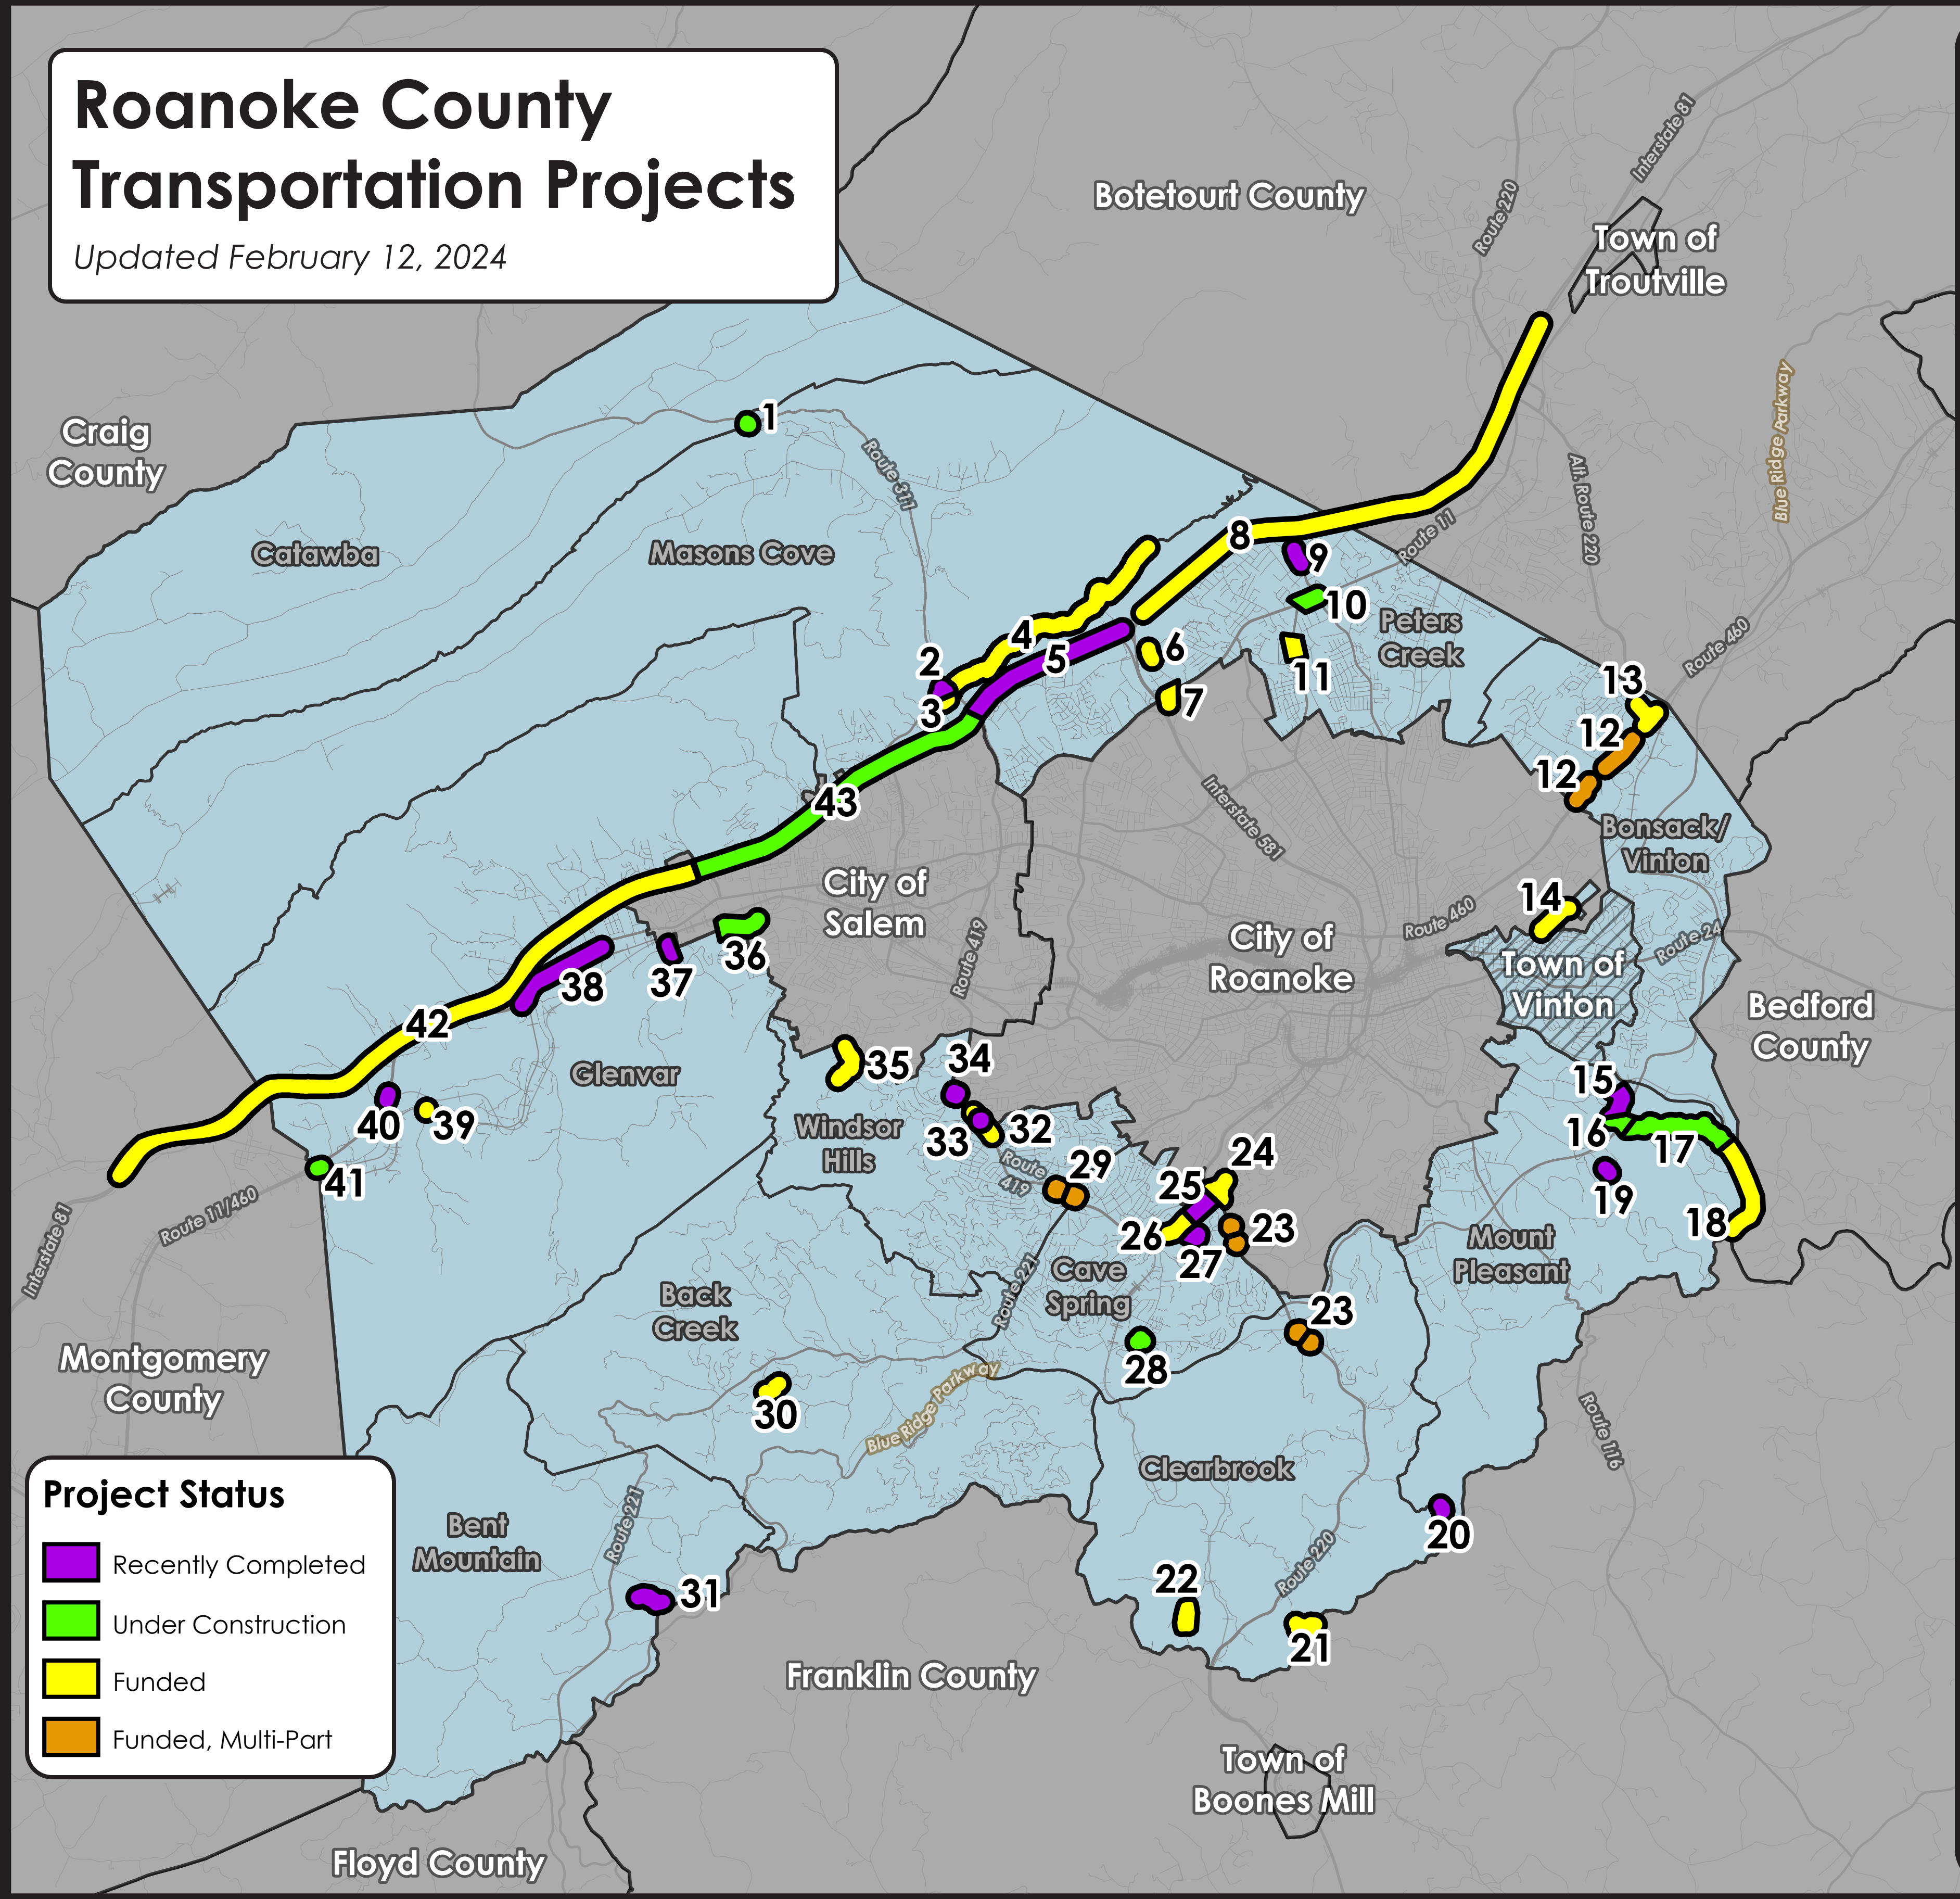 Roanoke County
Transportation Projects
Updated February 12, 2024
Botetourt County
Route 220
Interstate 81
Town of
Troutville
Blue Ridge Parkway
Craig
County
1
Route 311
Alt. Route 220
Catawba
Masons Cove
8
Route 11
9
10
Peters
Creek
4
5
6
2
3
7
11
Route 460
13
12
12
43
Interstate 581
Bonsack/
Vinton
City of
Salem
14
Route 460
Route 24
36
37
38
Route 419
City of
Roanoke
Town of
Vinton
Bedford
County
42
Glenvar
35
34
15
40
39
Windsor
Hills
33
32
16
17
41
Route
419
29
24
25
19
18
Interstate 81
Route 11/460
26
27
23
Mount
Pleasant
Back
Creek
Route 221
Cave
Spring
23
Montgomery
County
28
30
Blue Ridge Parkway
Route 116
Clearbrook
Project Status
Recently Completed
Under Construction
Funded
Funded, Multi-Part
Bent
Mountain
Route 221
31
20
22
Route 220
21
Franklin County
Town of
Boones Mill
Floyd County